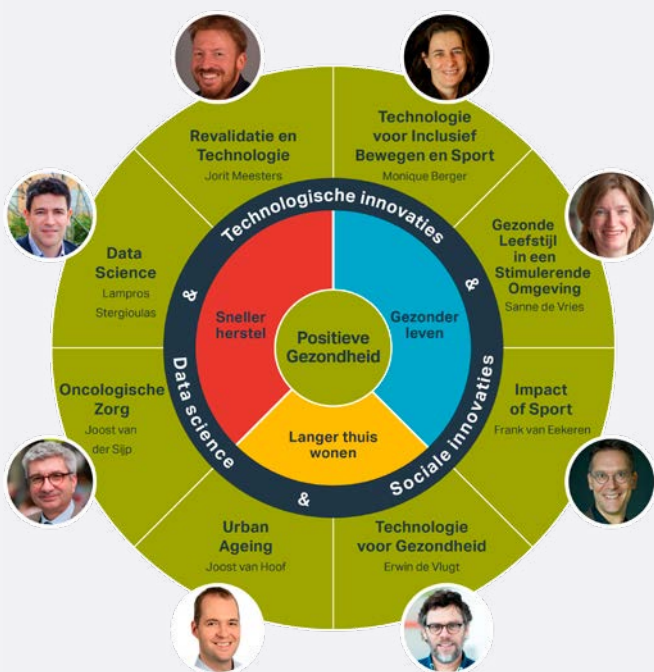 Revalidatie en
Technologie
Jorit Meesters
Technologie
voor Inclusief
Bewegen en Sport
Monique Berger
Gezonde
Leefstijl
in een
Stimulerende
Omgeving
Sanne de Vries
Impact
of Sport
Frank van Eekeren
Technologie
voor Gezondheid
Erwin de Vlugt
Urban
Ageing
Joost van Hoof
Oncologische
Zorg
Joost van
der Sijp
Data
Science
Lampros
Stergioulas
Technologische innovaties
&
Sociale innovaties
&
Data science
&
Sneller
herstel
Gezonder
leven
Langer thuis
wonen
Positieve
Gezondheid